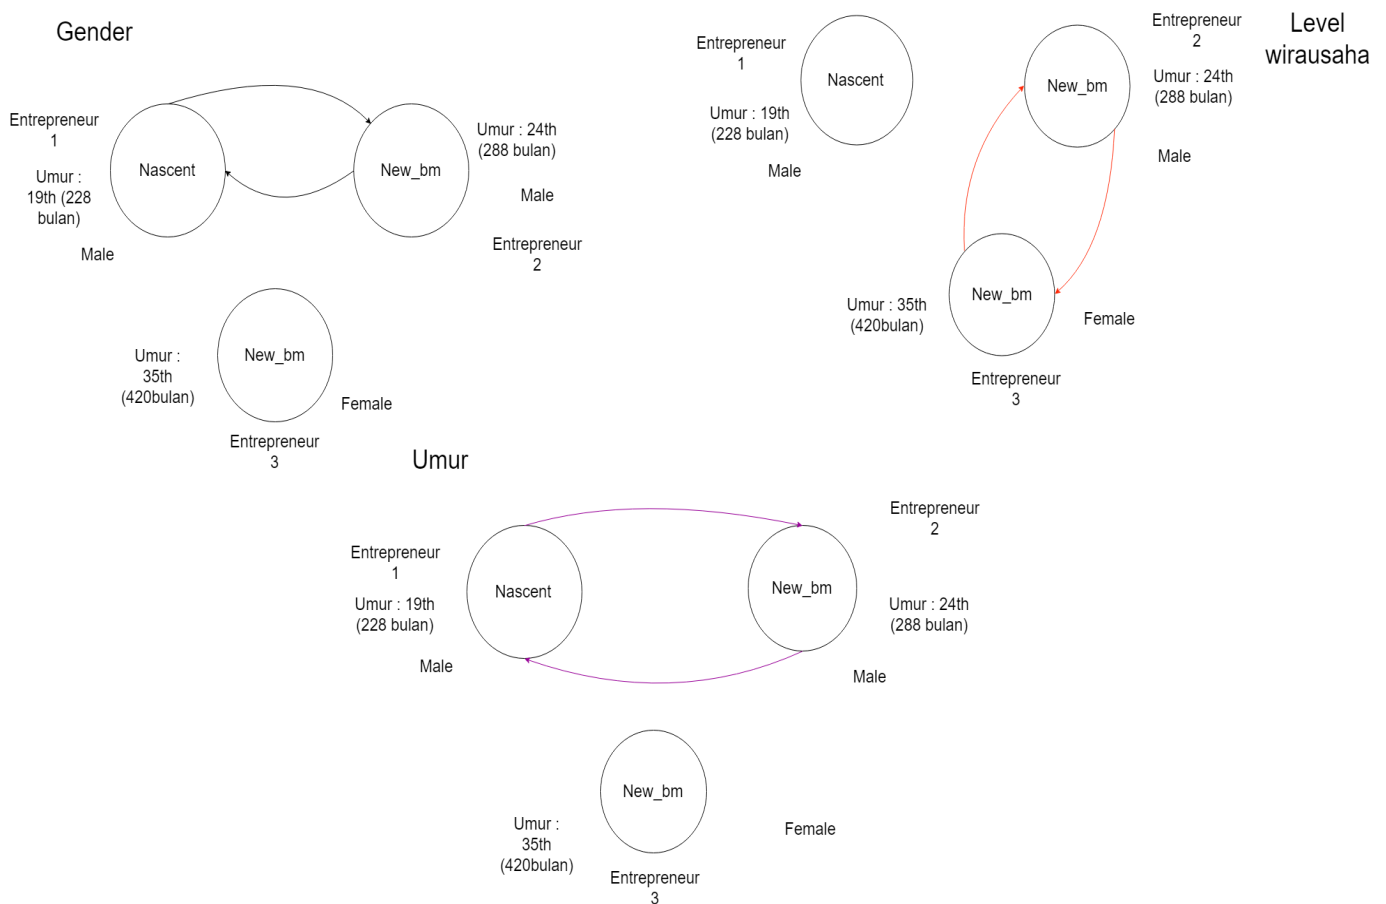 Gender
Entrepreneur
1
Umur :
19th (228
bulan)
Male
Nascent
New_bm
Umur : 24th
(288 bulan)
Male
Entrepreneur
2
Umur :
35th
(420bulan)
New_bm
Female
Entrepreneur
3
Level
wirausaha
Entrepreneur
1
Umur : 19th
(228 bulan)
Male
Nascent
New_bm
Entrepreneur
2
Umur : 24th
(288 bulan)
Male
Umur : 35th
(420bulan)
New_bm
Female
Entrepreneur
3
Umur
Entrepreneur
1
Umur : 19th
(228 bulan)
Male
Nascent
New_bm
Entrepreneur
2
Umur : 24th
(288 bulan)
Male
Umur :
35th
(420bulan)
New_bm
Female
Entrepreneur
3